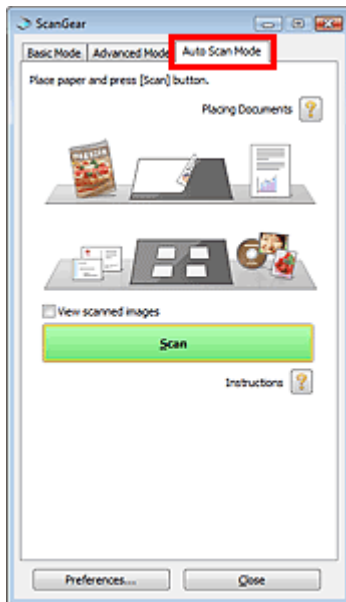 ScanGear
Basic Mode Advanced Mode Auto Scan Mode
Place paper and press [Scan] button.
Placing Documents
View scanned images
Scan
Instructions
Preferences... Close